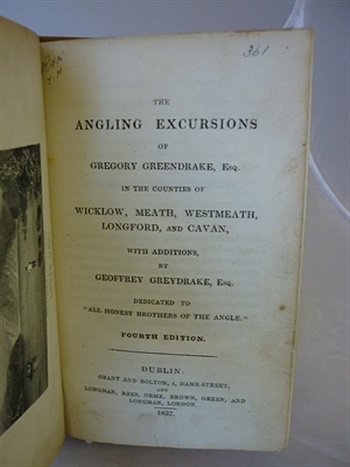 361
THE
ANGLING EXCURSIONS
OF
GREGORY GREENDRAKE, ESQ.
IN THE COUNTIES OF
WICKLOW, MEATH, WESTMEATH,
LONGFORD, AND CAVAN,
WITH ADDITIONS,
BY
GEOFFREY GREYDRAKE, ESQ.
DEDICATED TO
"ALL HONEST BROTHERS OF THE ANGLE."
FOURTH EDITION.
DUBLIN:
GRANT AND BOLTON, 4, DAME-STREET,
AND
LONGMAN, REES, ORME, BROWN, GREEN, AND
LONGMAN, LONDON.
1832.